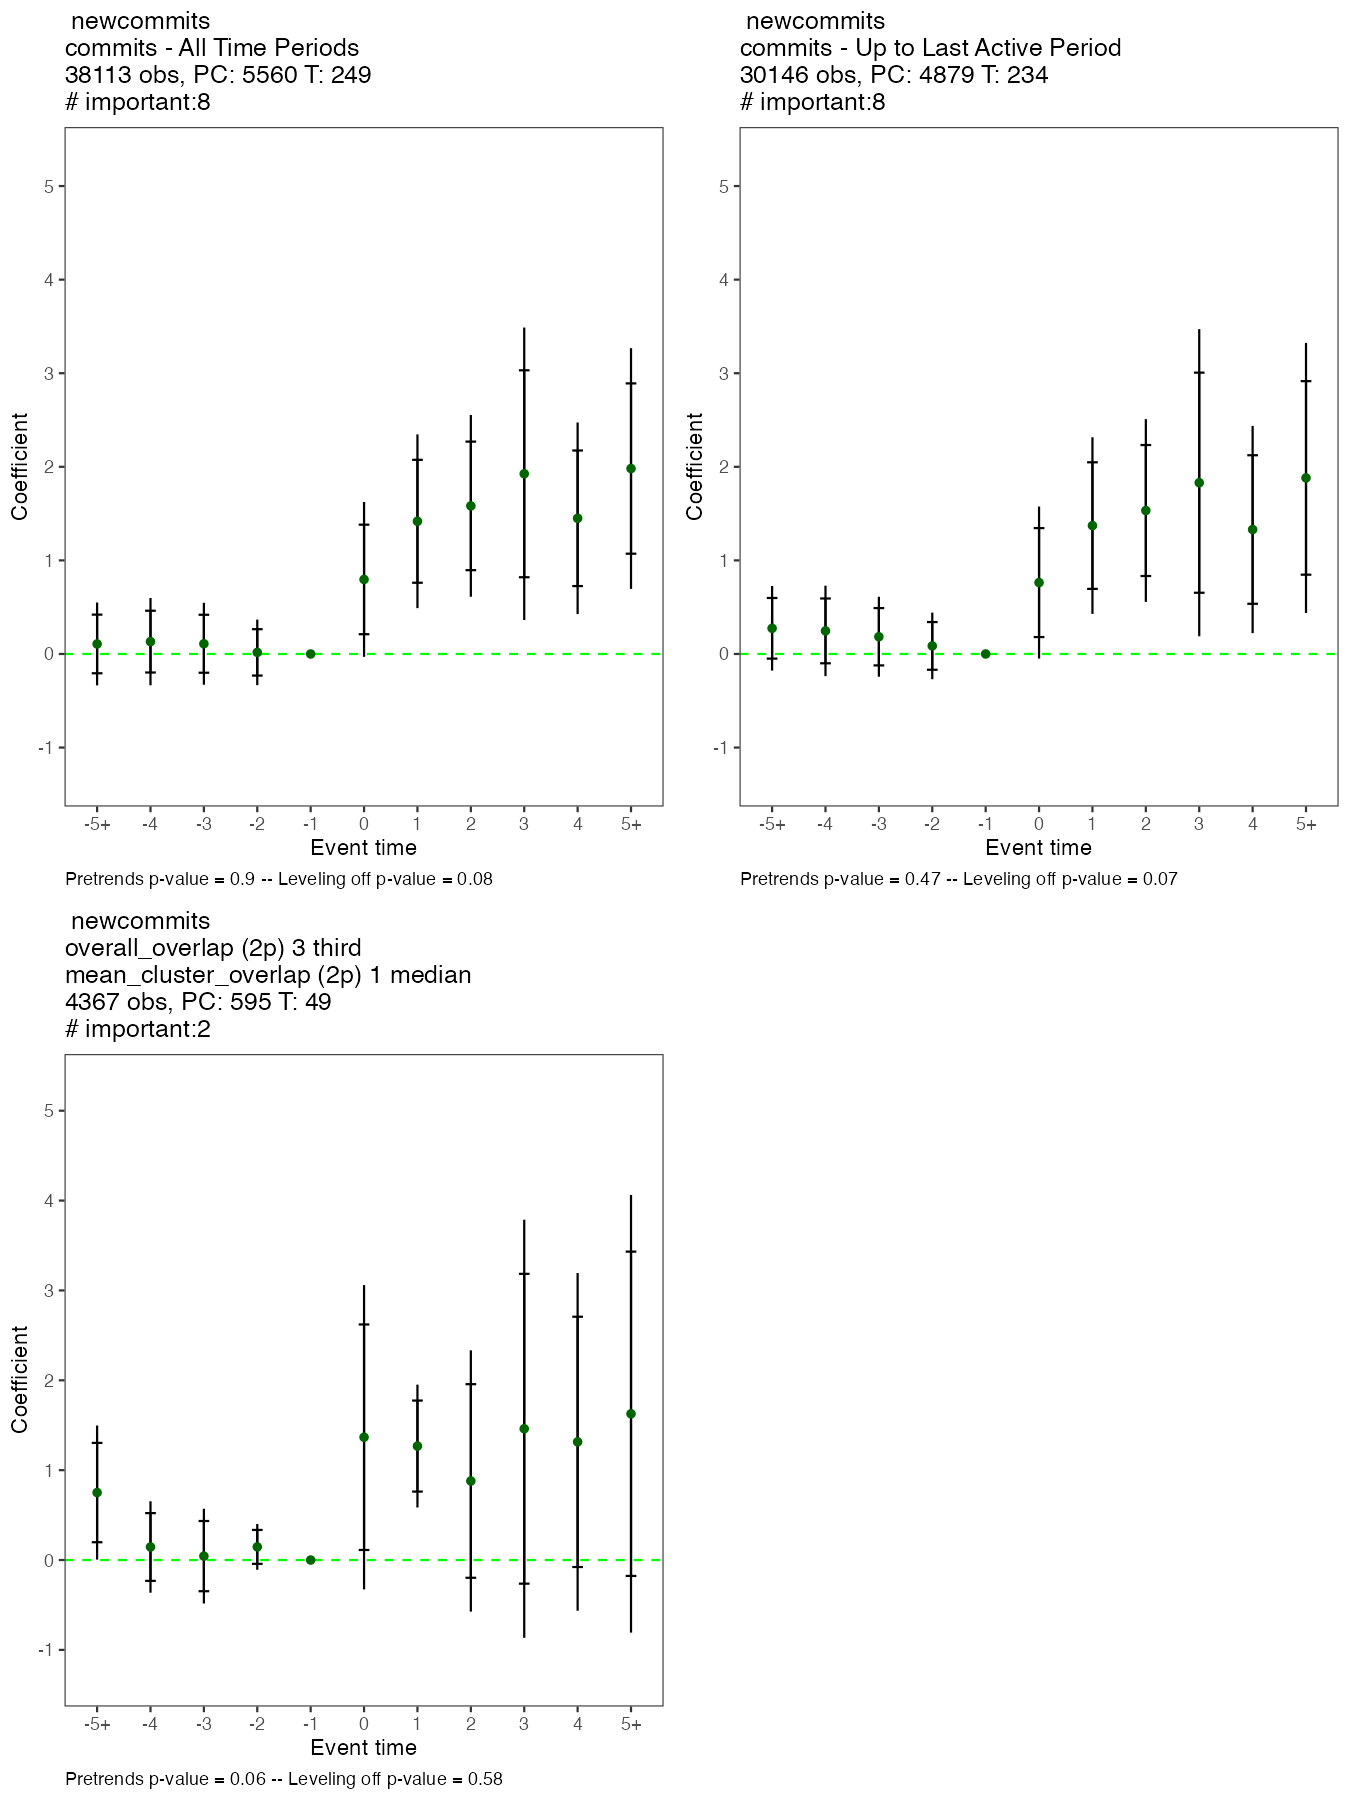 newcommits
commits - All Time Periods
38113 obs, PC: 5560 T: 249
# important:8
5
4
3
2
1
0
-1
Coefficient
-5+ -4 -3 -2 -1 0 1 2 3 4 5+
Event time
Pretrends p-value = 0.9 -- Leveling off p-value = 0.08
newcommits
commits - Up to Last Active Period
30146 obs, PC: 4879 T: 234
# important:8
5
4
3
2
1
0
-1
Coefficient
-5+ -4 -3 -2 -1 0 1 2 3 4 5+
Event time
Pretrends p-value = 0.47 -- Leveling off p-value = 0.07
newcommits
overall_overlap (2p) 3 third
mean_cluster_overlap (2p) 1 median
4367 obs, PC: 595 T: 49
# important:2
5
4
3
2
1
0
-1
Coefficient
-5+ -4 -3 -2 -1 0 1 2 3 4 5+
Event time
Pretrends p-value = 0.06 -- Leveling off p-value = 0.58